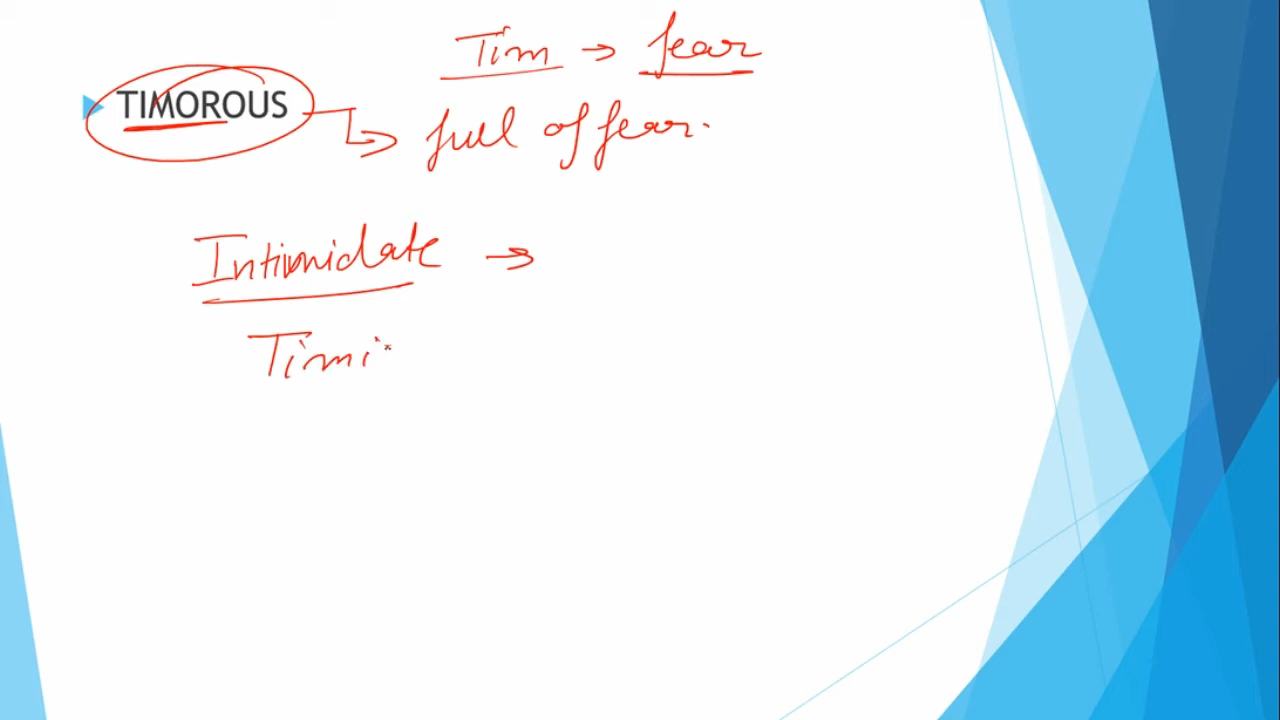 Tim → fear
TIMOROUS
full of fear.
Intimidate →
Timi